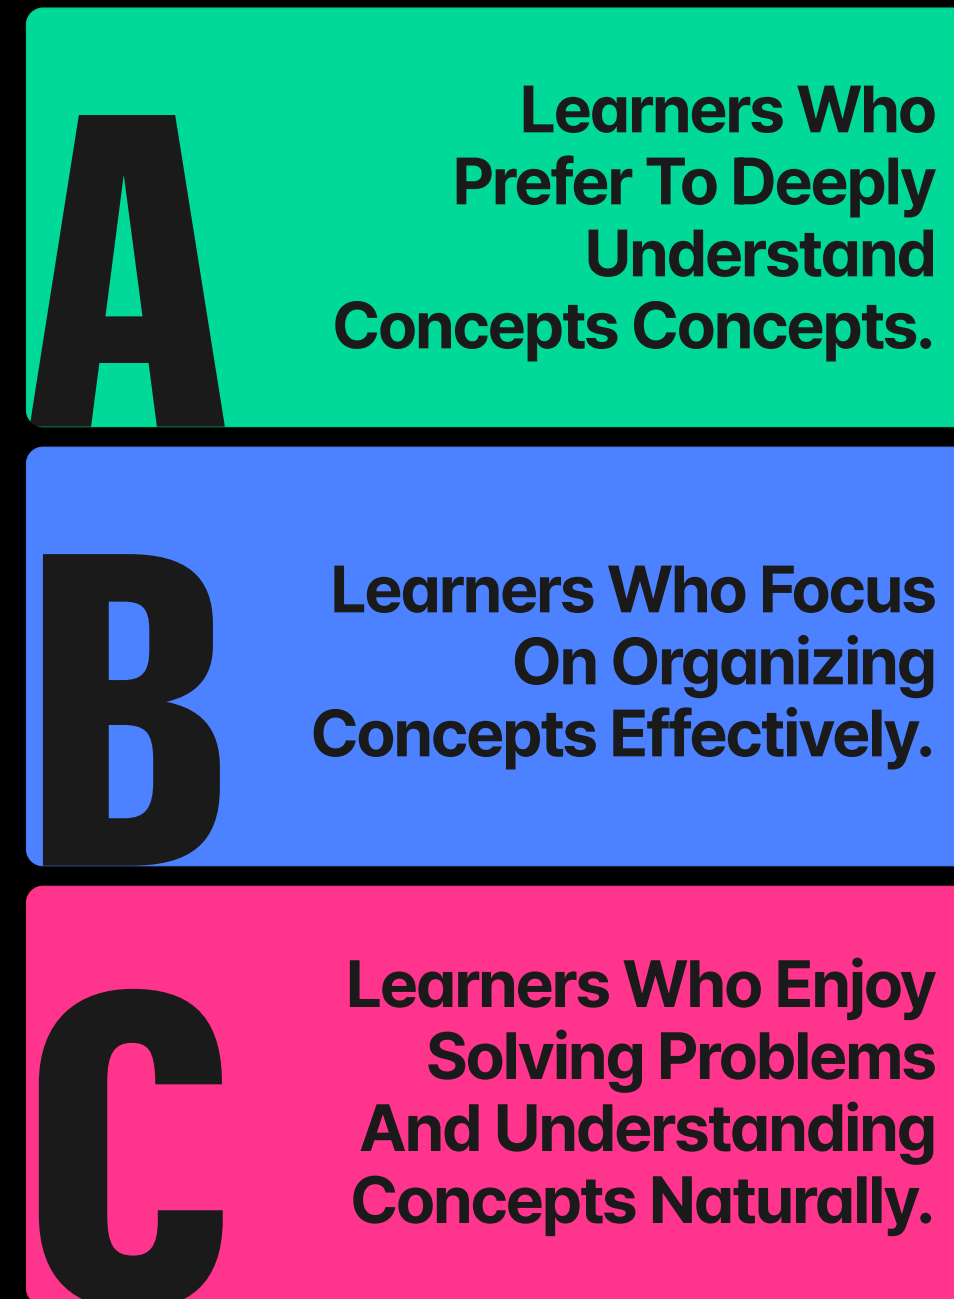 A
Learners Who
Prefer To Deeply
Understand
Concepts Concepts.
B
Learners Who Focus
On Organizing
Concepts Effectively.
C
Learners Who Enjoy
Solving Problems
And Understanding
Concepts Naturally.